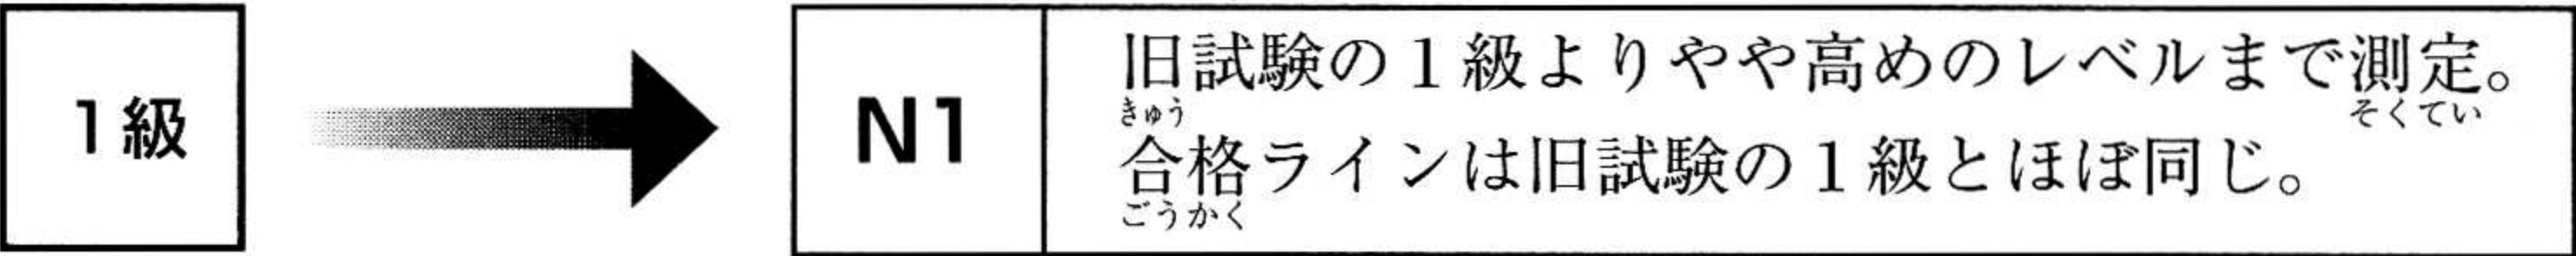 1級
N1
旧試験の1級よりやや高めのレベルまで測定。
きゅう そくてい
合格ラインは旧試験の1級とほぼ同じ。
ごうかく